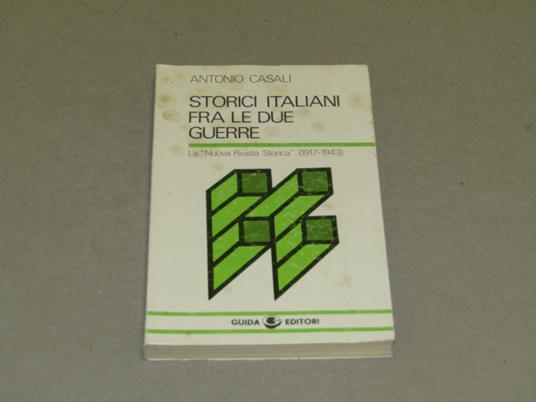 ANTONIO CASALI
STORICI ITALIANI
FRA LE DUE
GUERRE
La "Nuova Rivista Storica" (1917-1943)
GUIDA EDITORI